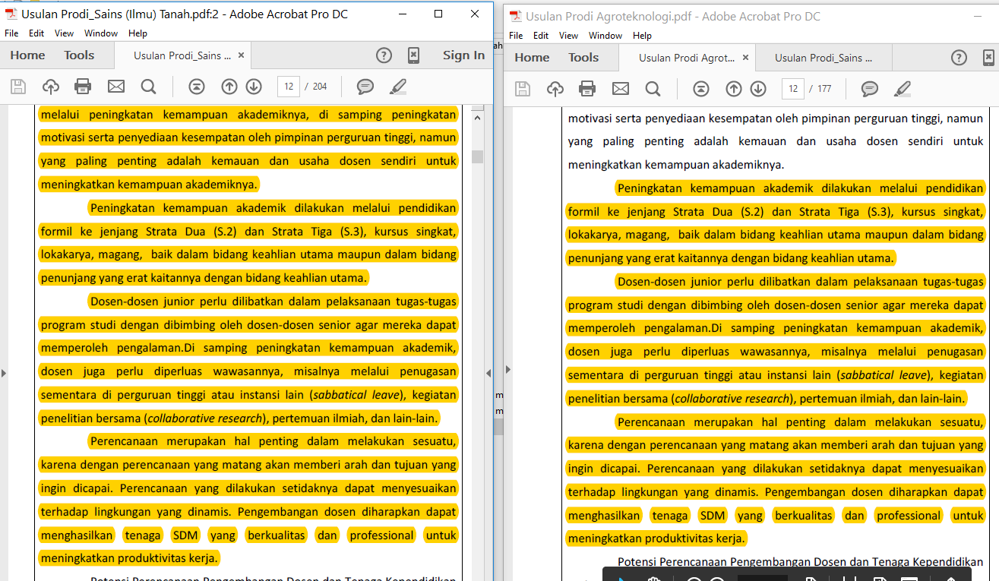 Usulan Prodi_Sains (Ilmu) Tanah.pdf:2 - Adobe Acrobat Pro DC
File Edit View Window Help
Home Tools Usulan Prodi_Sains ... × Sign In
12 / 204
melalui peningkatan kemampuan akademiknya, di samping peningkatan
motivasi serta penyediaan kesempatan oleh pimpinan perguruan tinggi, namun
yang paling penting adalah kemauan dan usaha dosen sendiri untuk
meningkatkan kemampuan akademiknya.
Peningkatan kemampuan akademik dilakukan melalui pendidikan
formil ke jenjang Strata Dua (S.2) dan Strata Tiga (S.3), kursus singkat,
lokakarya, magang, baik dalam bidang keahlian utama maupun dalam bidang
penunjang yang erat kaitannya dengan bidang keahlian utama.
Dosen-dosen junior perlu dilibatkan dalam pelaksanaan tugas-tugas
program studi dengan dibimbing oleh dosen-dosen senior agar mereka dapat
memperoleh pengalaman.Di samping peningkatan kemampuan akademik,
dosen juga perlu diperluas wawasannya, misalnya melalui penugasan
sementara di perguruan tinggi atau instansi lain (sabbatical leave), kegiatan
penelitian bersama (collaborative research), pertemuan ilmiah, dan lain-lain.
Perencanaan merupakan hal penting dalam melakukan sesuatu,
karena dengan perencanaan yang matang akan memberi arah dan tujuan yang
ingin dicapai. Perencanaan yang dilakukan setidaknya dapat menyesuaikan
terhadap lingkungan yang dinamis. Pengembangan dosen diharapkan dapat
menghasilkan tenaga SDM yang berkualitas dan professional untuk
meningkatkan produktivitas kerja.
Potensi Perencanaan Pengembangan Dosen dan Tenaga Kependidikan
ah
m
m
Usulan Prodi Agroteknologi.pdf - Adobe Acrobat Pro DC
File Edit View Window Help
Home Tools Usulan Prodi Agrot... × Usulan Prodi_Sains ...
12 / 177
motivasi serta penyediaan kesempatan oleh pimpinan perguruan tinggi, namun
yang paling penting adalah kemauan dan usaha dosen sendiri untuk
meningkatkan kemampuan akademiknya.
Peningkatan kemampuan akademik dilakukan melalui pendidikan
formil ke jenjang Strata Dua (S.2) dan Strata Tiga (S.3), kursus singkat,
lokakarya, magang, baik dalam bidang keahlian utama maupun dalam bidang
penunjang yang erat kaitannya dengan bidang keahlian utama.
Dosen-dosen junior perlu dilibatkan dalam pelaksanaan tugas-tugas
program studi dengan dibimbing oleh dosen-dosen senior agar mereka dapat
memperoleh pengalaman.Di samping peningkatan kemampuan akademik,
dosen juga perlu diperluas wawasannya, misalnya melalui penugasan
sementara di perguruan tinggi atau instansi lain (sabbatical leave), kegiatan
penelitian bersama (collaborative research), pertemuan ilmiah, dan lain-lain.
Perencanaan merupakan hal penting dalam melakukan sesuatu,
karena dengan perencanaan yang matang akan memberi arah dan tujuan yang
ingin dicapai. Perencanaan yang dilakukan setidaknya dapat menyesuaikan
terhadap lingkungan yang dinamis. Pengembangan dosen diharapkan dapat
menghasilkan tenaga SDM yang berkualitas dan professional untuk
meningkatkan produktivitas kerja.
Potensi Perencanaan Pengembangan Dosen dan Tenaga Kependidikan